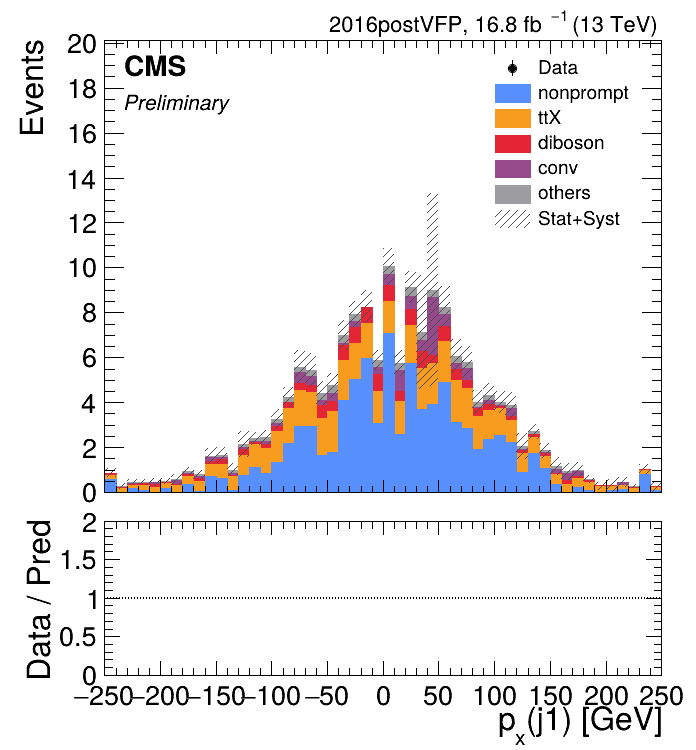 2016postVFP, 16.8 fb⁻¹ (13 TeV)
CMS
Preliminary
Events
20
18
16
14
12
10
8
6
4
2
0
Data
nonprompt
ttX
diboson
conv
others
Stat+Syst
Data / Pred
2
1.5
1
0.5
0
−250 −200 −150 −100 −50 0 50 100 150 200 250
pₓ(j1) [GeV]